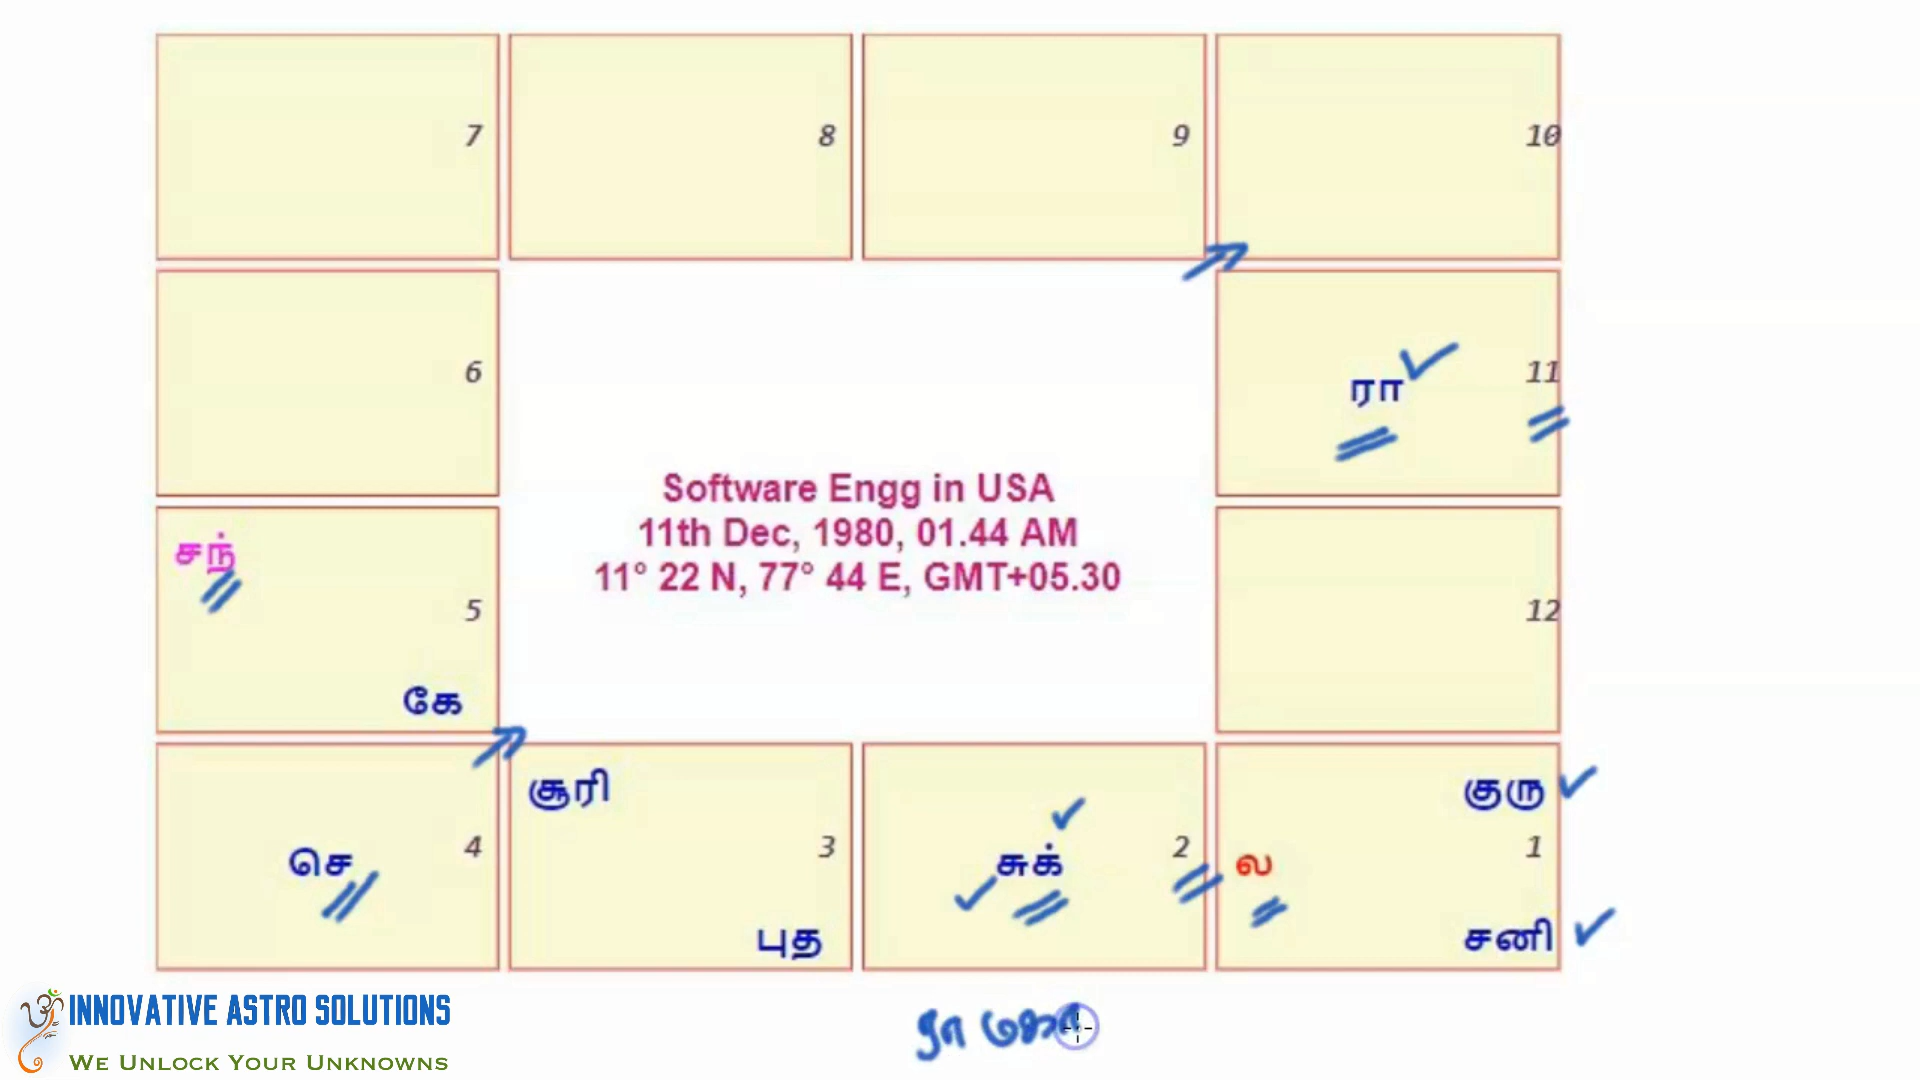 7
8
9
10
6
ரா
11
Software Engg in USA
11th Dec, 1980, 01.44 AM
11° 22 N, 77° 44 E, GMT+05.30
சந்
5
கே
12
செ
4
சூரி
3
புத
சுக்
2
ல
குரு
1
சனி
INNOVATIVE ASTRO SOLUTIONS
WE UNLOCK YOUR UNKNOWNS